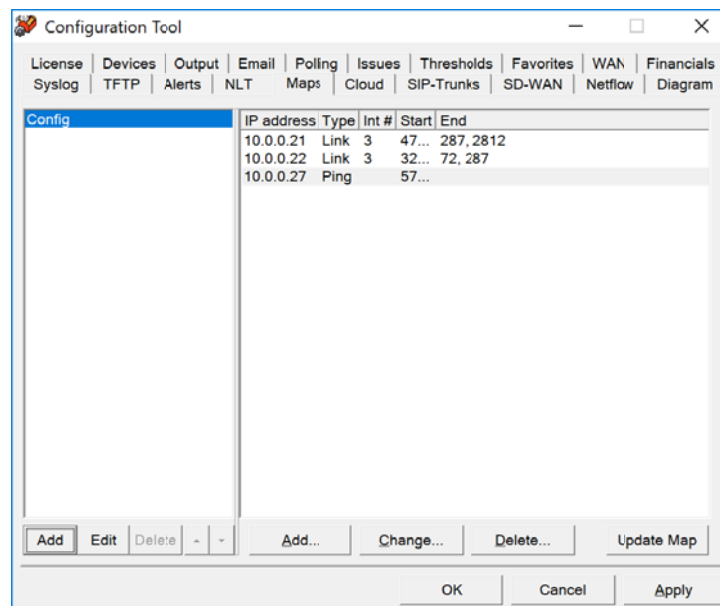 Configuration Tool
License Devices Output Email Polling Issues Thresholds Favorites WAN Financials
Syslog TFTP Alerts NLT Maps Cloud SIP-Trunks SD-WAN Netflow Diagram
Config
IP address Type Int # Start End
10.0.0.21 Link 3 47... 287, 2812
10.0.0.22 Link 3 32... 72, 287
10.0.0.27 Ping 57...
Add Edit Delete Add... Change... Delete... Update Map
OK Cancel Apply